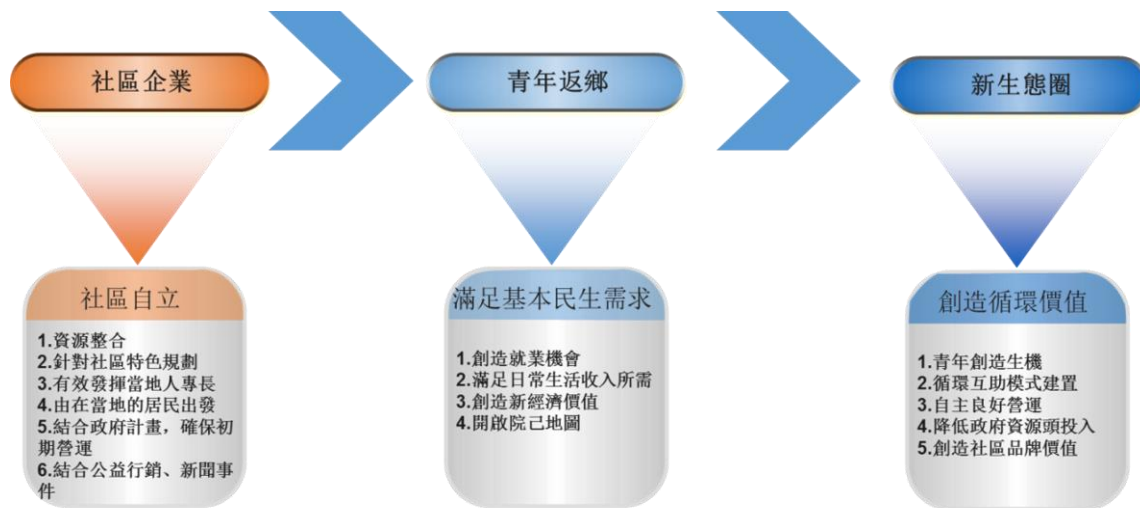 社區企業
青年返鄉
新生態圈
社區自立
1.資源整合
2.針對社區特色規劃
3.有效發揮當地人專長
4.由在當地的居民出發
5.結合政府計畫，確保初
期營運
6.結合公益行銷、新聞事
件
滿足基本民生需求
1.創造就業機會
2.滿足日常生活收入所需
3.創造新經濟價值
4.開啟院己地圖
創造循環價值
1.青年創造生機
2.循環互助模式建置
3.自主良好營運
4.降低政府資源頭投入
5.創造社區品牌價值